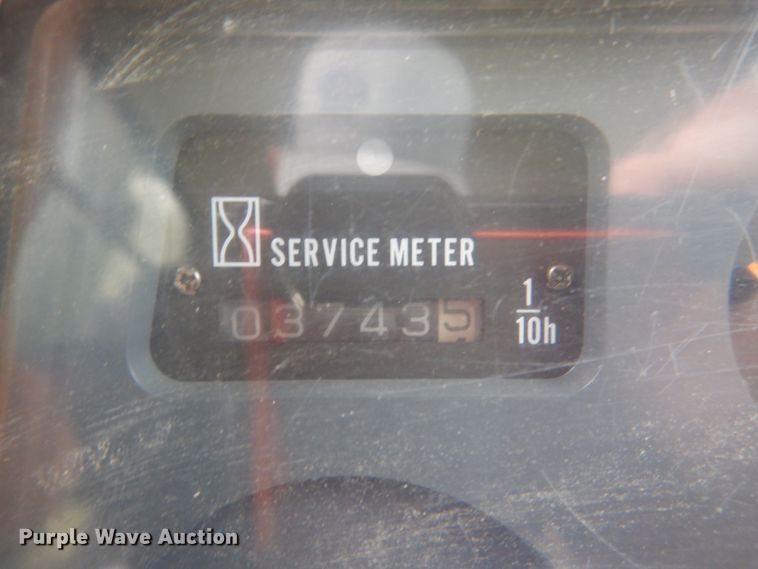 SERVICE METER
037435
1
10h
Purple Wave Auction